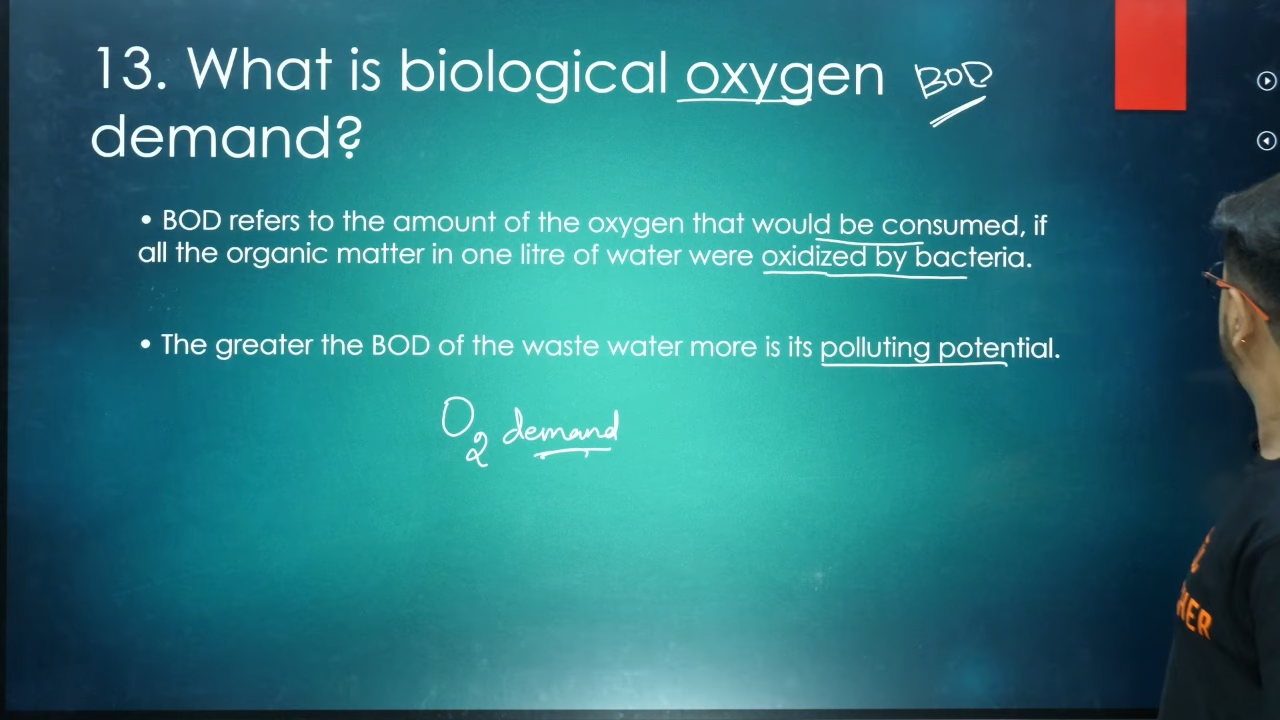 13. What is biological oxygen BOD
demand?
• BOD refers to the amount of the oxygen that would be consumed, if
all the organic matter in one litre of water were oxidized by bacteria.
• The greater the BOD of the waste water more is its polluting potential.
O2 demand
HER